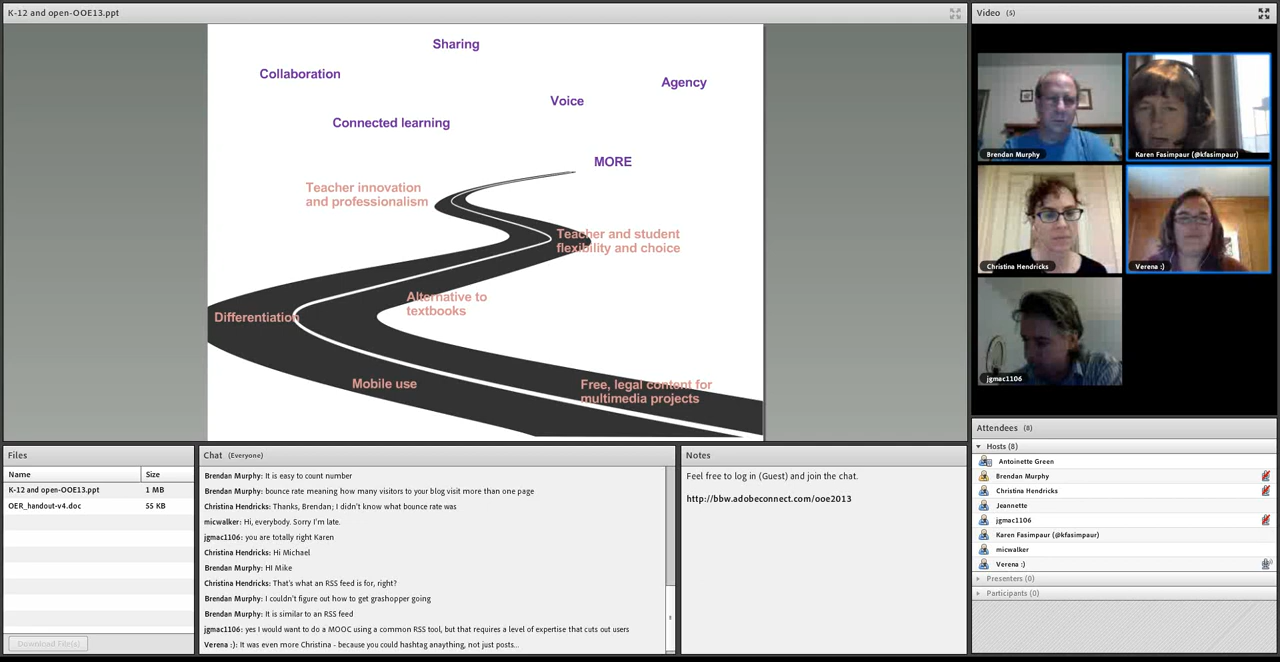 K-12 and open-OOE13.ppt
Sharing
Collaboration
Agency
Voice
Connected learning
MORE
Teacher innovation
and professionalism
Teacher and student
flexibility and choice
Alternative to
textbooks
Differentiation
Mobile use
Free, legal content for
multimedia projects
Video (5)
Brendan Murphy
Karen Fasimpaur (@kfasimpaur)
Christina Hendricks
Verena :)
jgmac1106
Attendees (8)
Hosts (8)
Antoinette Green
Brendan Murphy
Christina Hendricks
Jeannette
jgmac1106
Karen Fasimpaur (@kfasimpaur)
micwalker
Verena :)
Presenters (0)
Participants (0)
Files
Name Size
K-12 and open-OOE13.ppt 1 MB
OER_handout-v4.doc 55 KB
Download File(s)
Chat (Everyone)
Brendan Murphy: It is easy to count number
Brendan Murphy: bounce rate meaning how many visitors to your blog visit more than one page
Christina Hendricks: Thanks, Brendan; I didn't know what bounce rate was
micwalker: Hi, everybody. Sorry I'm late.
jgmac1106: you are totally right Karen
Christina Hendricks: Hi Michael
Brendan Murphy: HI Mike
Christina Hendricks: That's what an RSS feed is for, right?
Brendan Murphy: I couldn't figure out how to get grashopper going
Brendan Murphy: It is similar to an RSS feed
jgmac1106: yes I would want to do a MOOC using a common RSS tool, but that requires a level of expertise that cuts out users
Verena :): It was even more Christina - because you could hashtag anaything, not just posts...
Notes
Feel free to log in (Guest) and join the chat.
http://bbw.adobeconnect.com/ooe2013